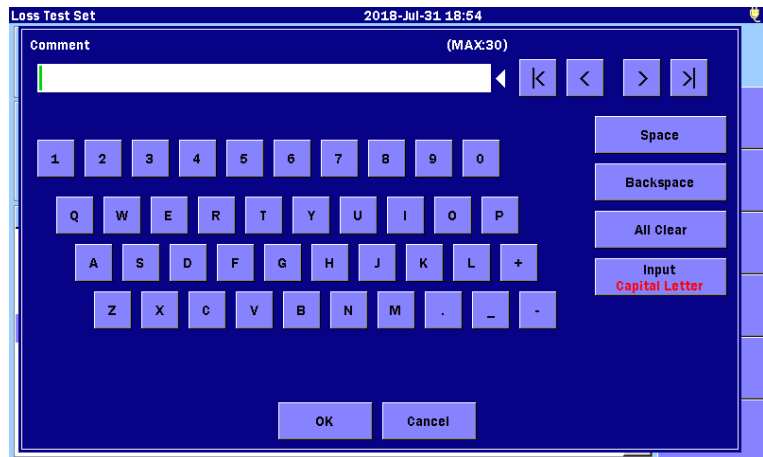 Loss Test Set 2018-Jul-31 18:54
Comment (MAX:30)
|< < > >|
Space
1 2 3 4 5 6 7 8 9 0
Backspace
Q W E R T Y U I O P
All Clear
A S D F G H J K L +
Input
Capital Letter
Z X C V B N M . _ -
OK Cancel